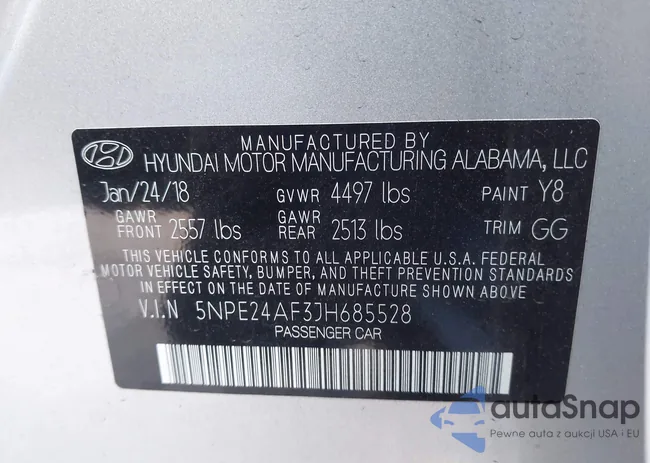 MANUFACTURED BY
HYUNDAI MOTOR MANUFACTURING ALABAMA, LLC
Jan/24/18 GVWR 4497 lbs PAINT Y8
GAWR FRONT 2557 lbs GAWR REAR 2513 lbs TRIM GG
THIS VEHICLE CONFORMS TO ALL APPLICABLE U.S.A. FEDERAL
MOTOR VEHICLE SAFETY, BUMPER, AND THEFT PREVENTION STANDARDS
IN EFFECT ON THE DATE OF MANUFACTURE SHOWN ABOVE.
V.I.N 5NPE24AF3JH685528
PASSENGER CAR
autoSnap
Pewne auta z aukcji USA i EU